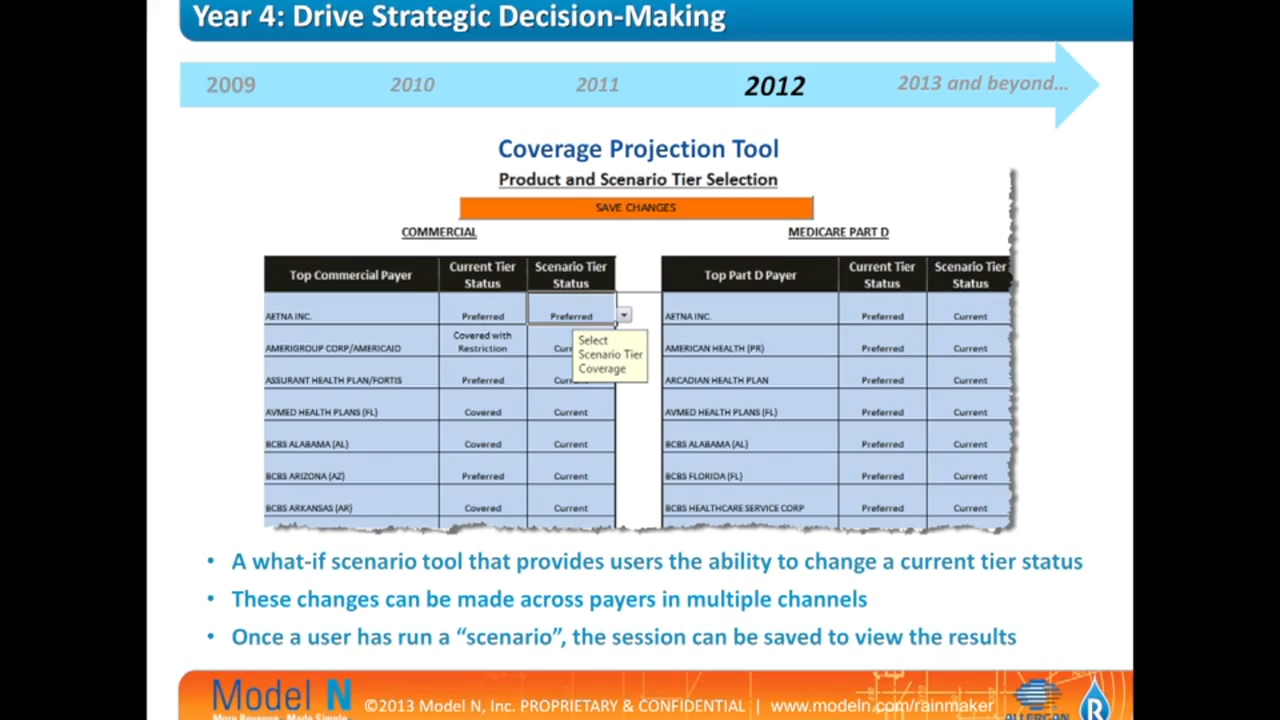 Year 4: Drive Strategic Decision-Making
2009 2010 2011 2012 2013 and beyond...
Coverage Projection Tool
Product and Scenario Tier Selection
SAVE CHANGES
COMMERCIAL MEDICARE PART D
Top Commercial Payer Current Tier Status Scenario Tier Status Top Part D Payer Current Tier Status Scenario Tier Status
AETNA INC. Preferred Preferred AETNA INC. Preferred Current
AMERIGROUP CORP/AMERICAID Covered with Restriction Curr AMERICAN HEALTH (PR) Preferred Current
Select
Scenario Tier
Coverage
ASSURANT HEALTH PLAN/FORTIS Preferred Current ARCADIAN HEALTH PLAN Preferred Current
AVMED HEALTH PLANS (FL) Covered Current AVMED HEALTH PLANS (FL) Preferred Current
BCBS ALABAMA (AL) Covered Current BCBS ALABAMA (AL) Preferred Current
BCBS ARIZONA (AZ) Preferred Current BCBS FLORIDA (FL) Preferred Current
BCBS ARKANSAS (AR) Covered Current BCBS HEALTHCARE SERVICE CORP Preferred Current
• A what-if scenario tool that provides users the ability to change a current tier status
• These changes can be made across payers in multiple channels
• Once a user has run a “scenario”, the session can be saved to view the results
Model N ©2013 Model N, Inc. PROPRIETARY & CONFIDENTIAL | www.modeln.com/rainmaker R
More Revenue. Made Simple. ALLERGAN